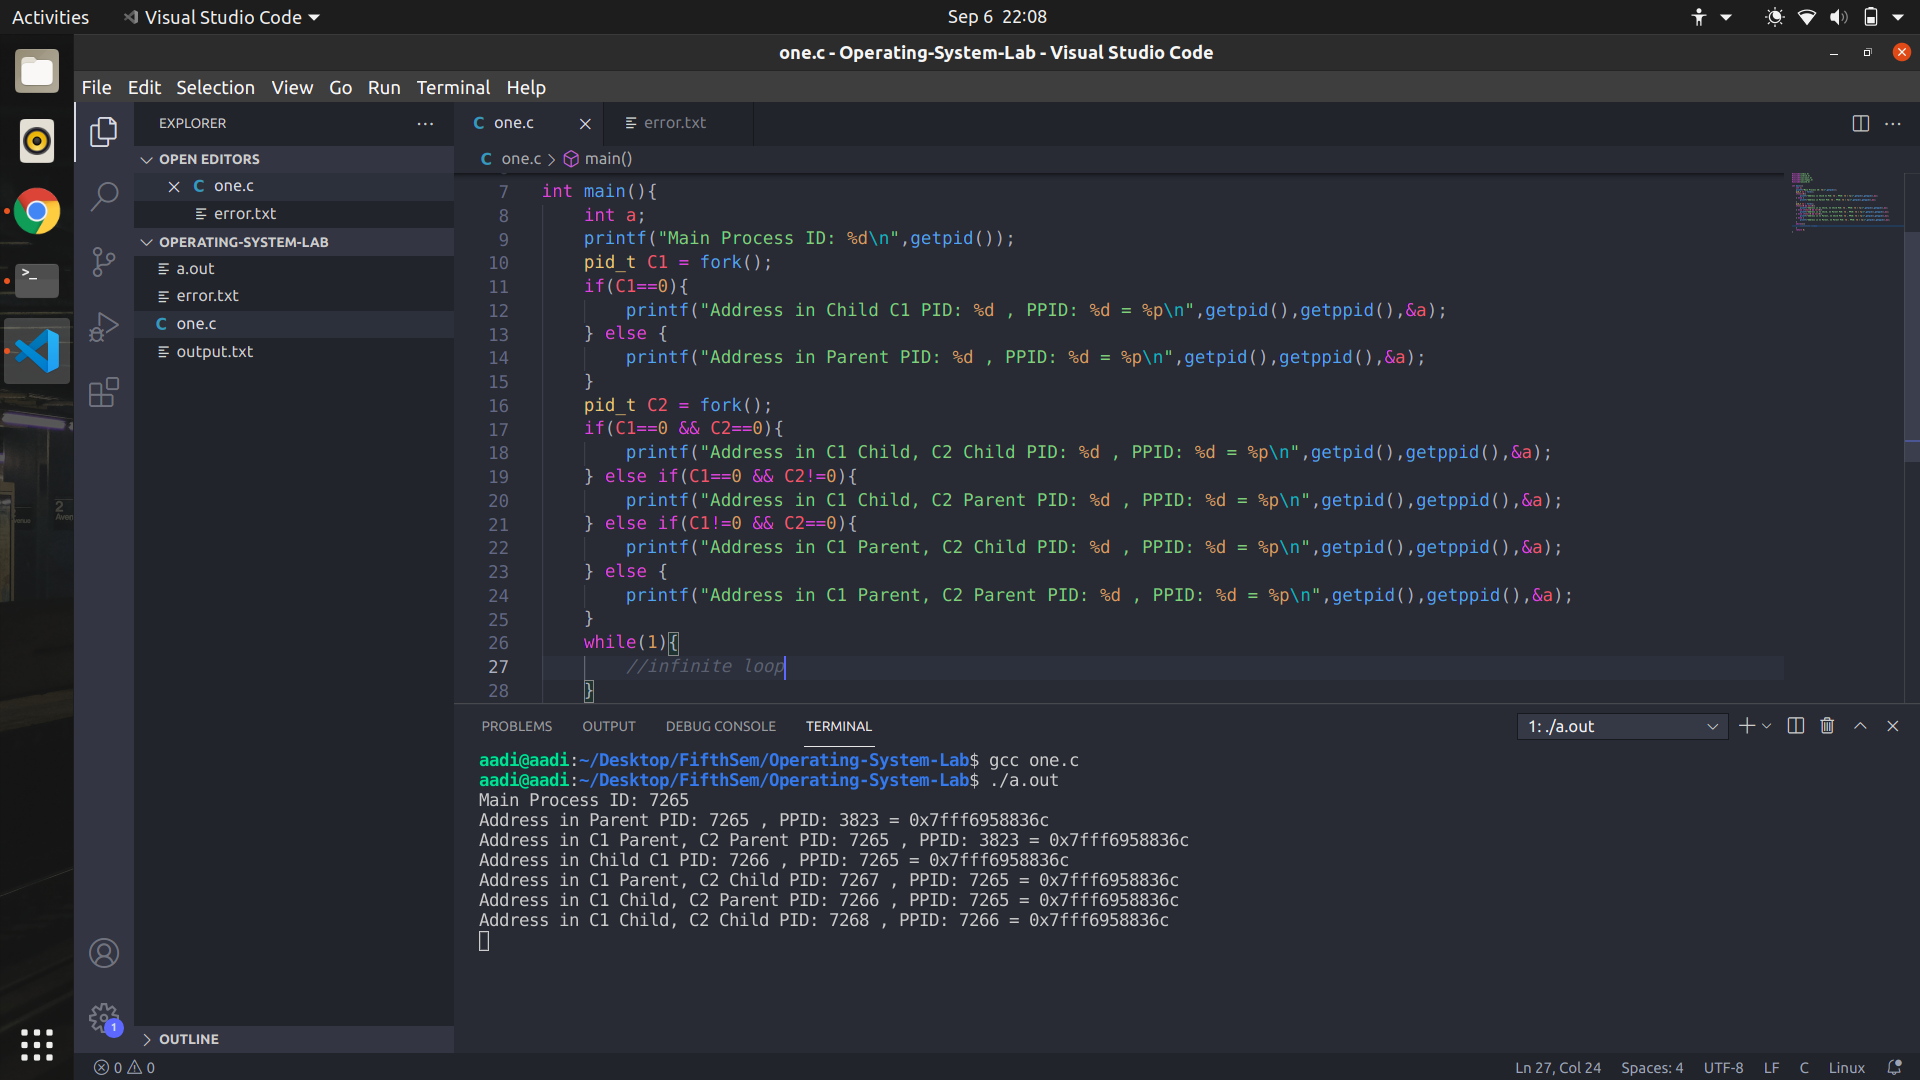 Activities
Visual Studio Code
Sep 6 22:08
one.c - Operating-System-Lab - Visual Studio Code
File Edit Selection View Go Run Terminal Help
EXPLORER
OPEN EDITORS
C one.c
error.txt
OPERATING-SYSTEM-LAB
a.out
error.txt
C one.c
output.txt
OUTLINE
1
C one.c
error.txt
C one.c > main()
7 int main(){
8 int a;
9 printf("Main Process ID: %d\n",getpid());
10 pid_t C1 = fork();
11 if(C1==0){
12 printf("Address in Child C1 PID: %d , PPID: %d = %p\n",getpid(),getppid(),&a);
13 } else {
14 printf("Address in Parent PID: %d , PPID: %d = %p\n",getpid(),getppid(),&a);
15 }
16 pid_t C2 = fork();
17 if(C1==0 && C2==0){
18 printf("Address in C1 Child, C2 Child PID: %d , PPID: %d = %p\n",getpid(),getppid(),&a);
19 } else if(C1==0 && C2!=0){
20 printf("Address in C1 Child, C2 Parent PID: %d , PPID: %d = %p\n",getpid(),getppid(),&a);
21 } else if(C1!=0 && C2==0){
22 printf("Address in C1 Parent, C2 Child PID: %d , PPID: %d = %p\n",getpid(),getppid(),&a);
23 } else {
24 printf("Address in C1 Parent, C2 Parent PID: %d , PPID: %d = %p\n",getpid(),getppid(),&a);
25 }
26 while(1){
27 //infinite loop
28 }
PROBLEMS OUTPUT DEBUG CONSOLE TERMINAL
1: ./a.out
aadi@aadi:~/Desktop/FifthSem/Operating-System-Lab$ gcc one.c
aadi@aadi:~/Desktop/FifthSem/Operating-System-Lab$ ./a.out
Main Process ID: 7265
Address in Parent PID: 7265 , PPID: 3823 = 0x7fff6958836c
Address in C1 Parent, C2 Parent PID: 7265 , PPID: 3823 = 0x7fff6958836c
Address in Child C1 PID: 7266 , PPID: 7265 = 0x7fff6958836c
Address in C1 Parent, C2 Child PID: 7267 , PPID: 7265 = 0x7fff6958836c
Address in C1 Child, C2 Parent PID: 7266 , PPID: 7265 = 0x7fff6958836c
Address in C1 Child, C2 Child PID: 7268 , PPID: 7266 = 0x7fff6958836c
0 0
Ln 27, Col 24 Spaces: 4 UTF-8 LF C Linux